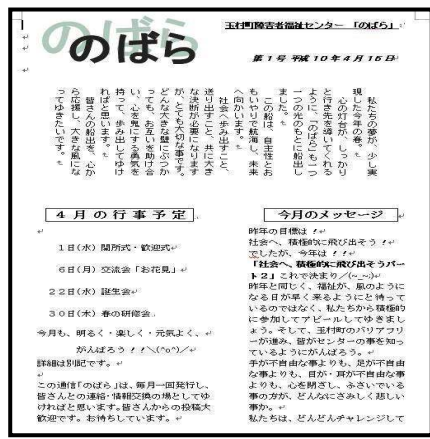 のばら
玉村町障害者福祉センター 「のばら」
第1号 平成10年4月15日
私たちの夢が、少し実
現した今年の春。
心の灯台が、しっかり
と行き先を導いてくれる
ように、「のばら」も一
つの光のもとに船出し
ました。
この船は、自主性とお
もいやりで航海し、未来
へ向かいます。
社会へ歩み出すこと、
送り出すこと、共に大き
な決断が必要になります
が、とても大切な事です。
どんな大きな壁にぶつか
っても、お互いを助け合
い、心を鬼にする勇気を
持って、歩み出してゆけ
ればと思います。
皆さんの船出を、心か
ら応援し、大きな風にな
ってゆきたいです。
4月の行事予定
1日(水) 開所式・歓迎式
6日(月) 交流会「お花見」
22日(水) 誕生会
30日(木) 春の研修会
今月も、明るく・楽しく・元気よく、
がんばろう!!\(^o^)/
詳細は別記です。
この通信「のばら」は、毎月一回発行し、
皆さんとの連絡・情報交換の場としてゆ
ければと思います。皆さんからの投稿大
歓迎です。お待ちしています。
今月のメッセージ
昨年の目標は!
社会へ、積極的に飛び出そう!
でしたが、今年は!!
「社会へ、積極的に飛び出そうパー
ト2」これで決まり/(~_~)
昨年と同じく、福祉が、風のように
なる日が早く来るようにと待って
いるのではなく、私たちから積極的
に参加してアピールしてゆきまし
ょう。そして、玉村町のバリアフリ
ーが進み、皆がセンターの事を知っ
ているようにがんばろう。
手が不自由な事よりも、足が不自由
な事よりも、目が・耳が不自由な事
よりも、心を閉ざし、ふさいでいる
事の方が、どんなにさみしく悲しい
事か。
私たちは、どんどんチャレンジして